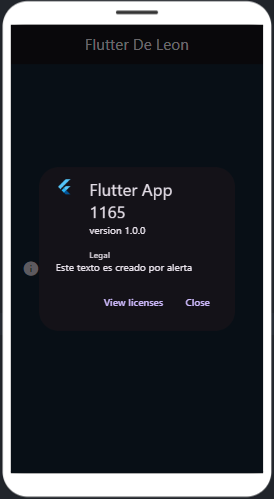 Flutter De Leon
Flutter App
1165
version 1.0.0
Legal
Este texto es creado por alerta
View licenses Close